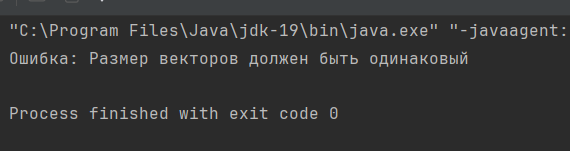 "C:\Program Files\Java\jdk-19\bin\java.exe" "-javaagent:
Ошибка: Размер векторов должен быть одинаковый
Process finished with exit code 0